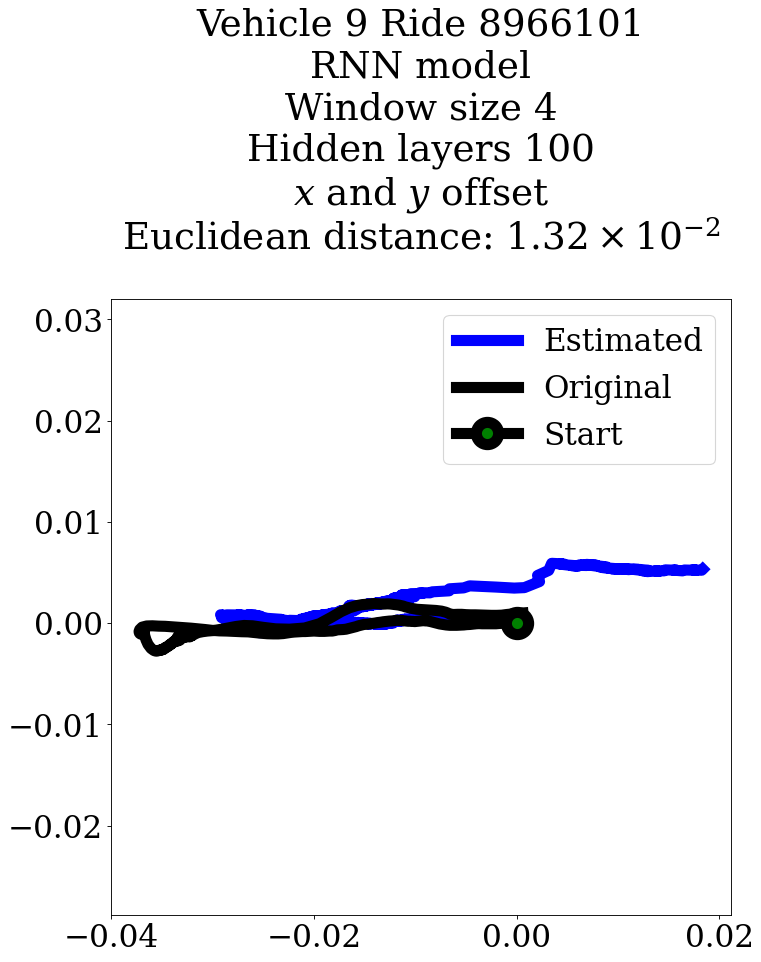 Vehicle 9 Ride 8966101
RNN model
Window size 4
Hidden layers 100
x and y offset
Euclidean distance: 1.32 × 10⁻²
Estimated
Original
Start
0.03
0.02
0.01
0.00
−0.01
−0.02
−0.04 −0.02 0.00 0.02